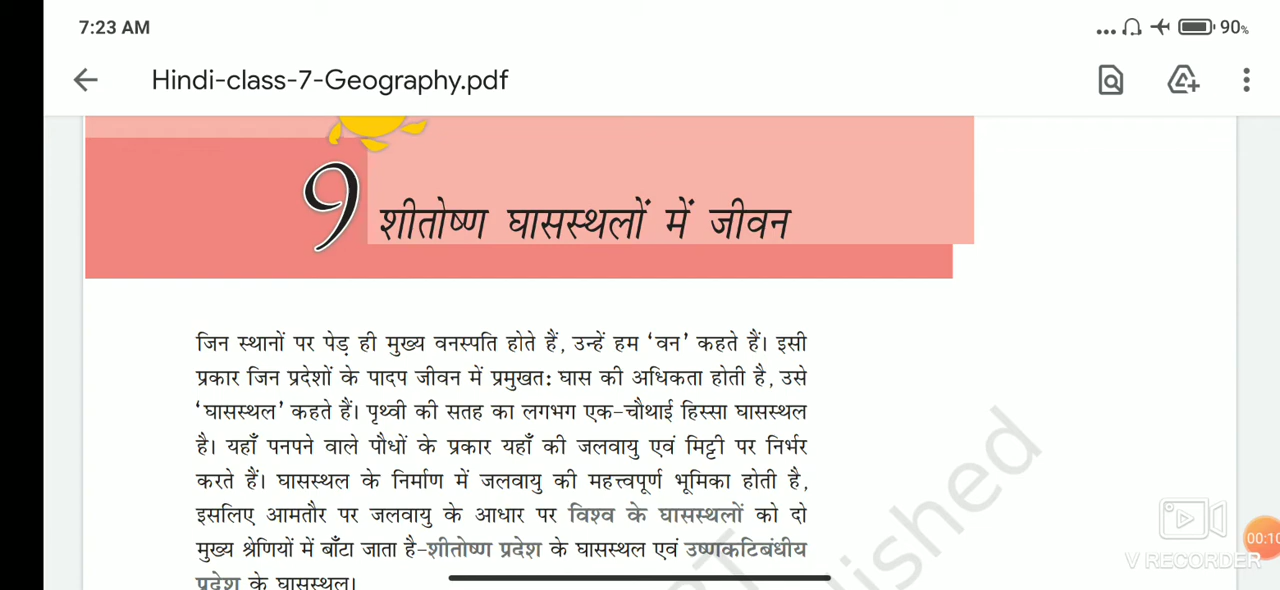 7:23 AM
90%
Hindi-class-7-Geography.pdf
9 शीतोष्ण घासस्थलों में जीवन
जिन स्थानों पर पेड़ ही मुख्य वनस्पति होते हैं, उन्हें हम ‘वन’ कहते हैं। इसी
प्रकार जिन प्रदेशों के पादप जीवन में प्रमुखत: घास की अधिकता होती है, उसे
‘घासस्थल’ कहते हैं। पृथ्वी की सतह का लगभग एक-चौथाई हिस्सा घासस्थल
है। यहाँ पनपने वाले पौधों के प्रकार यहाँ की जलवायु एवं मिट्टी पर निर्भर
करते हैं। घासस्थल के निर्माण में जलवायु की महत्त्वपूर्ण भूमिका होती है,
इसलिए आमतौर पर जलवायु के आधार पर विश्व के घासस्थलों को दो
मुख्य श्रेणियों में बाँटा जाता है-शीतोष्ण प्रदेश के घासस्थल एवं उष्णकटिबंधीय
प्रदेश के घासस्थल।
lished
00:10
V RECORDER